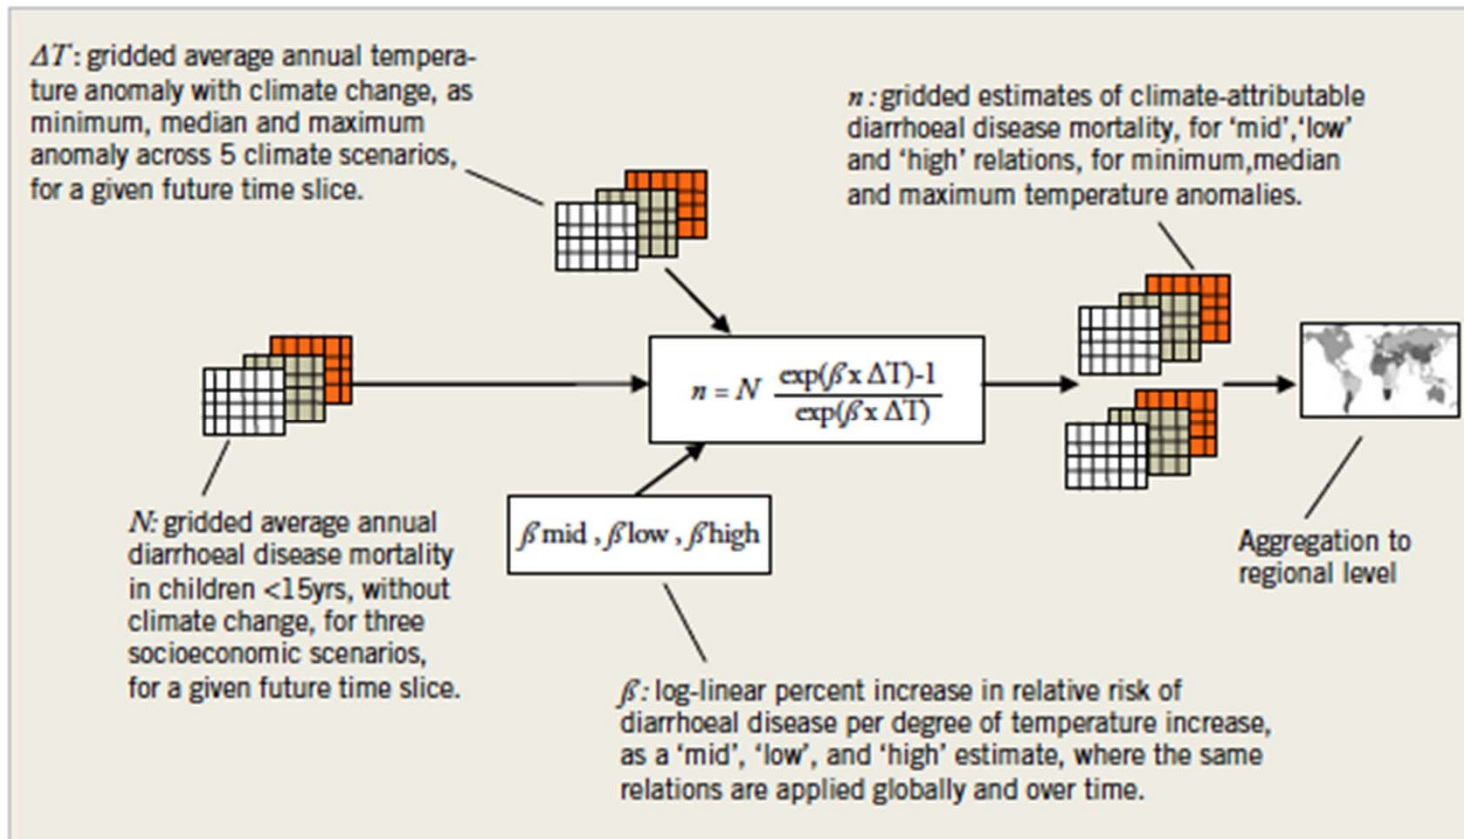 ΔT: gridded average annual tempera-
ture anomaly with climate change, as
minimum, median and maximum
anomaly across 5 climate scenarios,
for a given future time slice.
n: gridded estimates of climate-attributable
diarrhoeal disease mortality, for ‘mid’,‘low’
and ‘high’ relations, for minimum,median
and maximum temperature anomalies.
n = N exp(ß x ΔT)-1
exp(ß x ΔT)
ß mid , ß low , ß high
N: gridded average annual
diarrhoeal disease mortality
in children <15yrs, without
climate change, for three
socioeconomic scenarios,
for a given future time slice.
Aggregation to
regional level
ß: log-linear percent increase in relative risk of
diarrhoeal disease per degree of temperature increase,
as a ‘mid’, ‘low’, and ‘high’ estimate, where the same
relations are applied globally and over time.